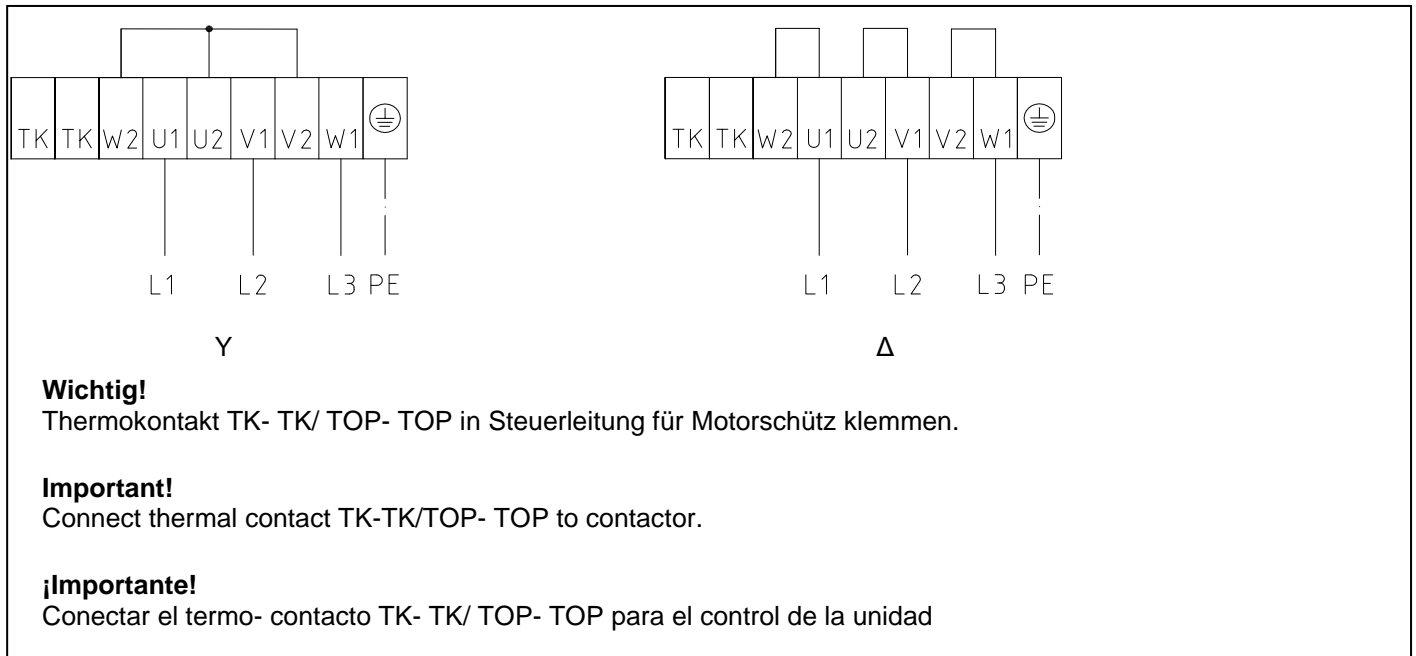 TK TK W2 U1 U2 V1 V2 W1
L1 L2 L3 PE
Y
TK TK W2 U1 U2 V1 V2 W1
L1 L2 L3 PE
Δ
Wichtig!
Thermokontakt TK- TK/ TOP- TOP in Steuerleitung für Motorschütz klemmen.
Important!
Connect thermal contact TK-TK/TOP- TOP to contactor.
¡Importante!
Conectar el termo- contacto TK- TK/ TOP- TOP para el control de la unidad